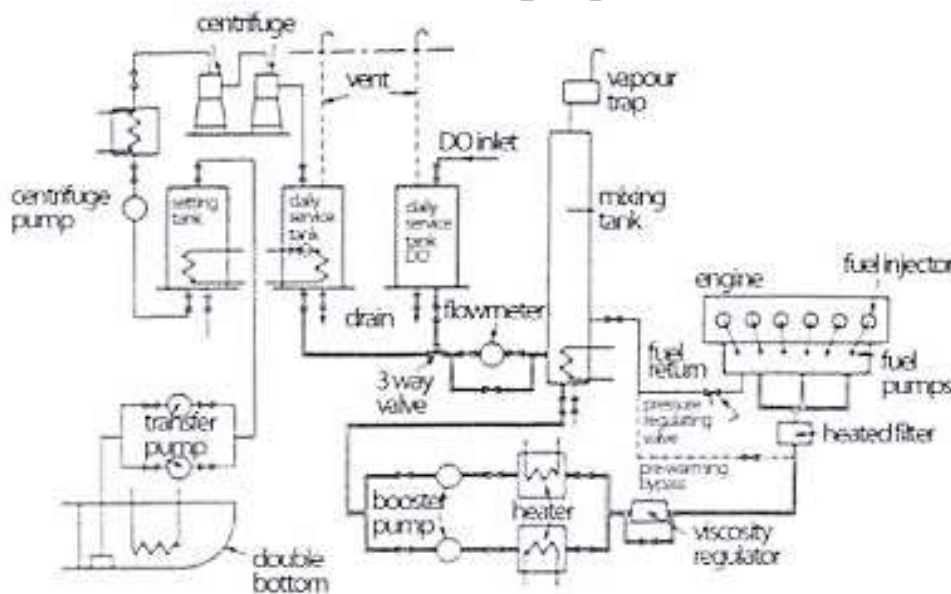 centrifuge
vent
vapour
trap
DO inlet
centrifuge
pump
setting
tank
daily
service
tank
daily
service
tank
DO
mixing
tank
fuel injector
engine
drain
flowmeter
fuel
return
fuel
pumps
3 way
valve
pressure
regulating
valve
transfer
pump
heated filter
pre-warming
bypass
booster
pump
heater
viscosity
regulator
double
bottom